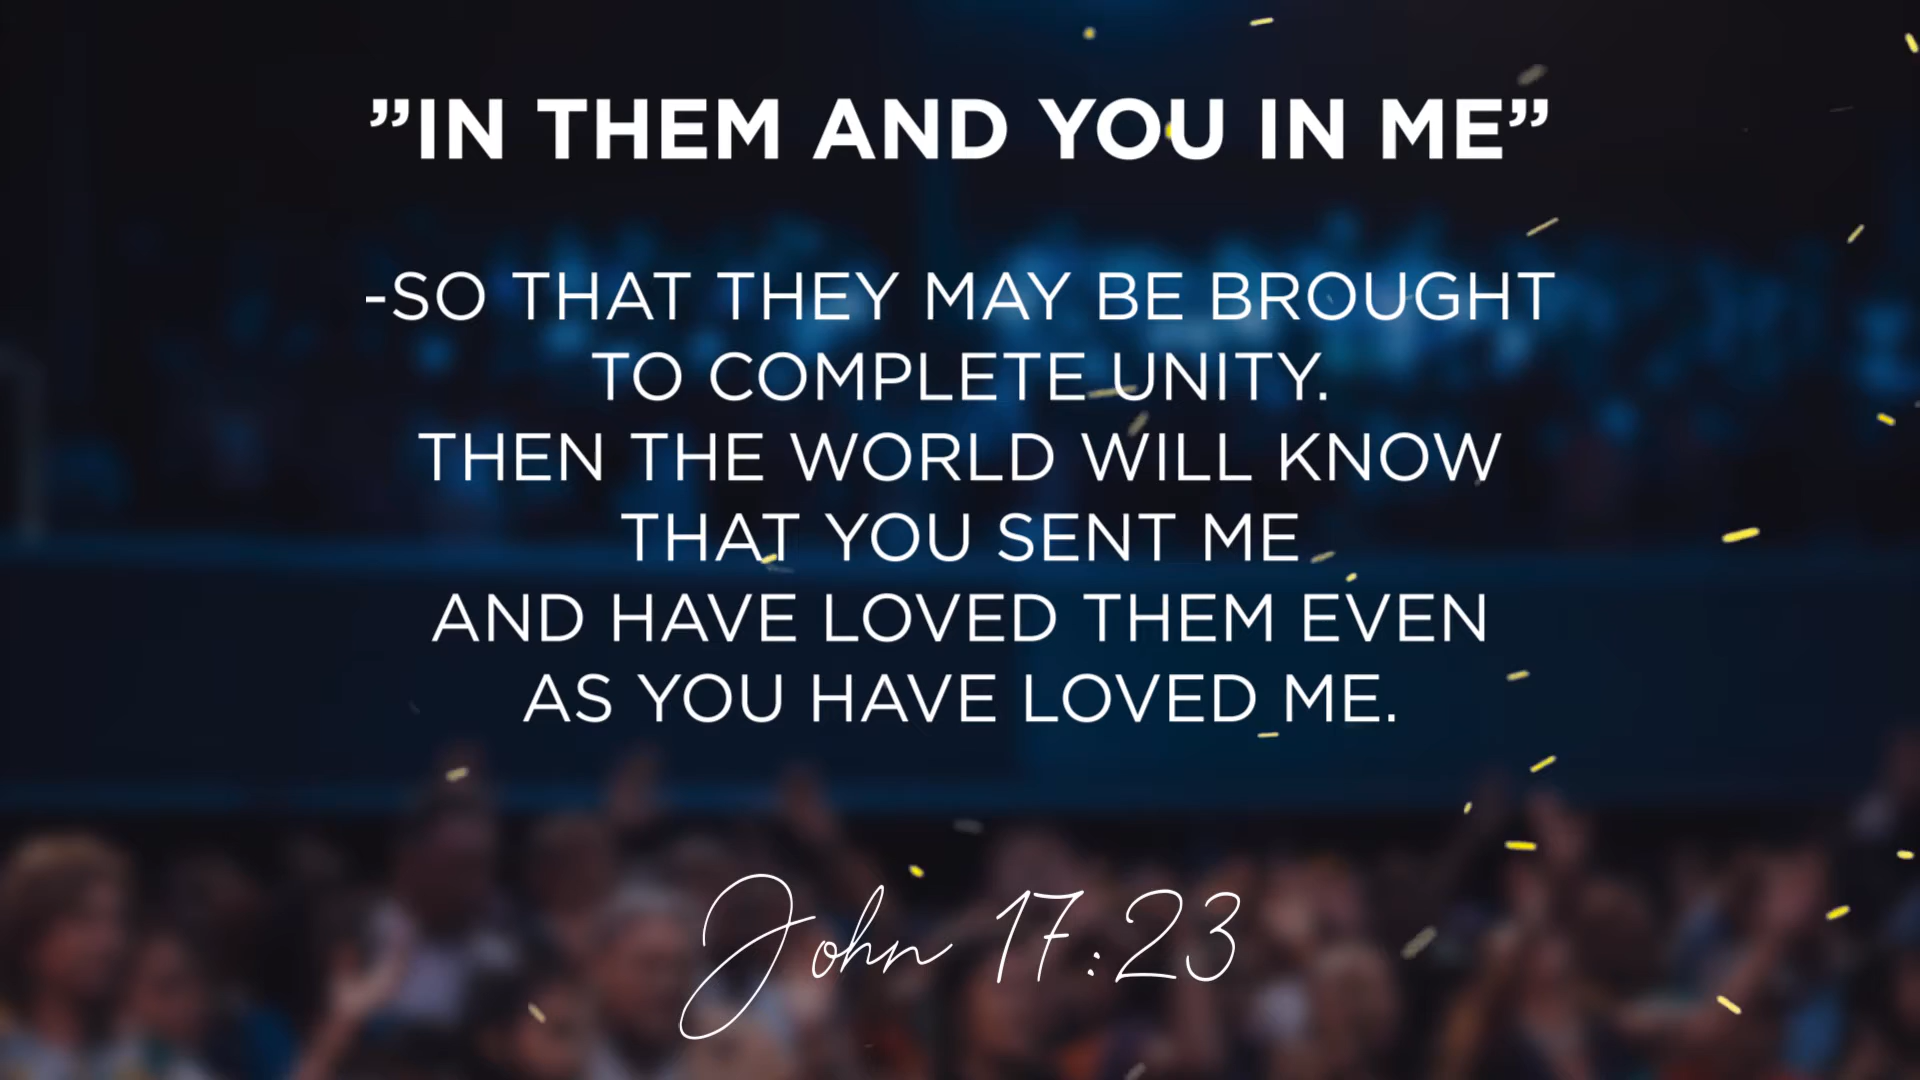 ”IN THEM AND YOU IN ME”
-SO THAT THEY MAY BE BROUGHT
TO COMPLETE UNITY.
THEN THE WORLD WILL KNOW
THAT YOU SENT ME
AND HAVE LOVED THEM EVEN
AS YOU HAVE LOVED ME.
John 17:23